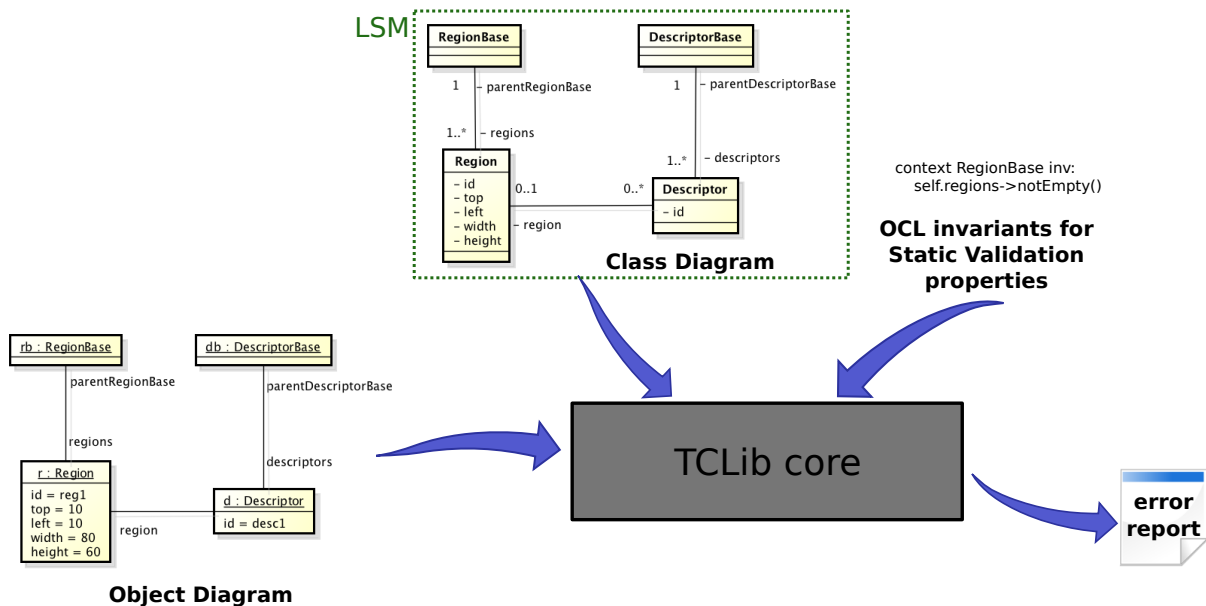 LSM
RegionBase
DescriptorBase
1
- parentRegionBase
1
- parentDescriptorBase
1..*
- regions
1..*
- descriptors
Region
- id
- top
- left
- width
- height
0..1
0..*
- region
Descriptor
- id
Class Diagram
context RegionBase inv:
self.regions->notEmpty()
OCL invariants for
Static Validation
properties
rb : RegionBase
db : DescriptorBase
parentRegionBase
parentDescriptorBase
regions
descriptors
r : Region
id = reg1
top = 10
left = 10
width = 80
height = 60
region
d : Descriptor
id = desc1
Object Diagram
TCLib core
error
report